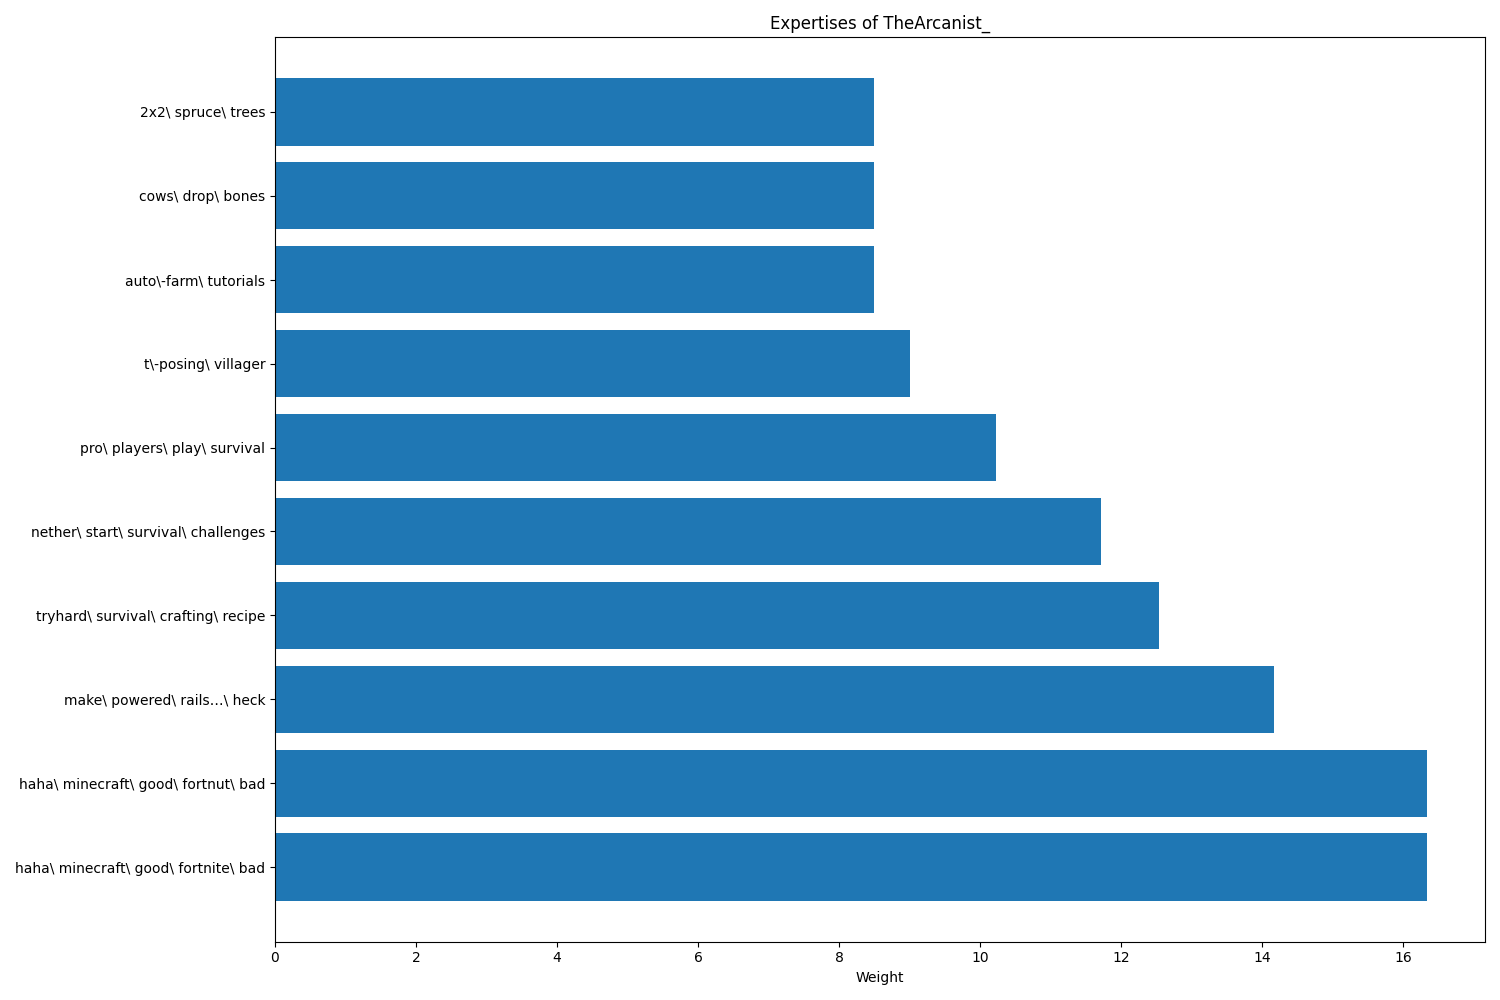 Expertises of TheArcanist_
2x2\ spruce\ trees
cows\ drop\ bones
auto\-farm\ tutorials
t\-posing\ villager
pro\ players\ play\ survival
nether\ start\ survival\ challenges
tryhard\ survival\ crafting\ recipe
make\ powered\ rails…\ heck
haha\ minecraft\ good\ fortnut\ bad
haha\ minecraft\ good\ fortnite\ bad
0 2 4 6 8 10 12 14 16
Weight